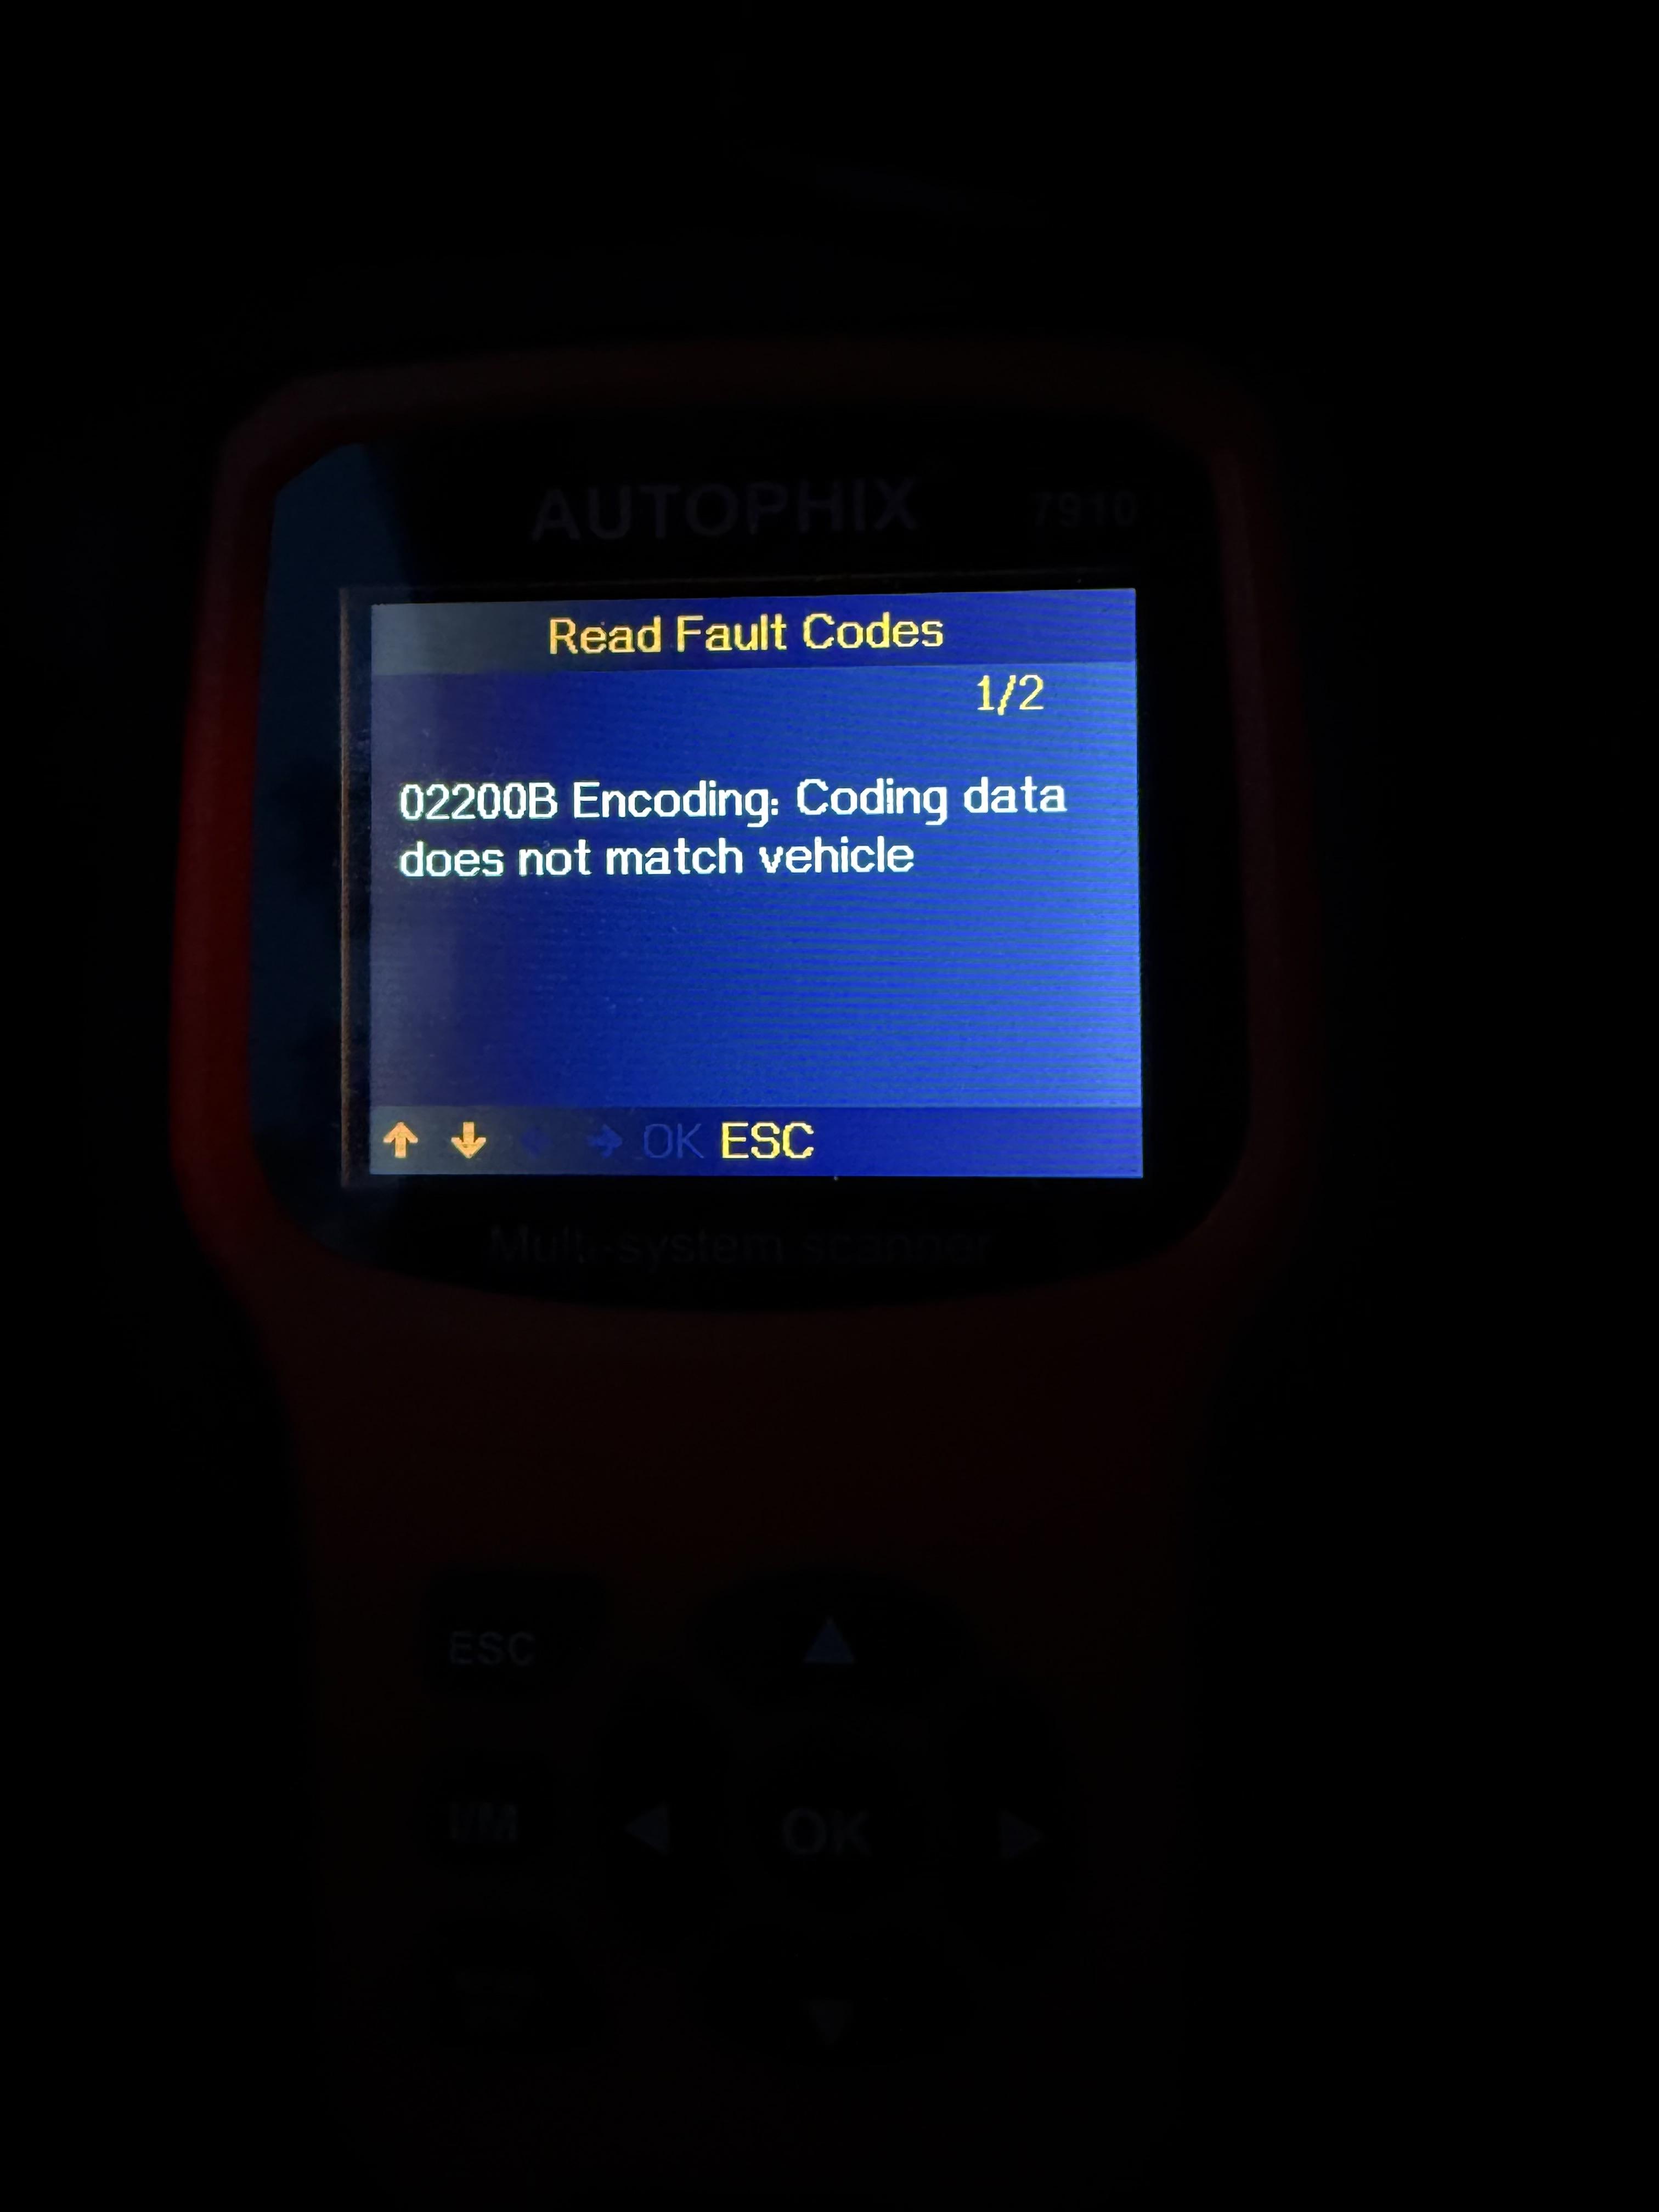 AUTOPHIX 7910
Read Fault Codes
1/2
02200B Encoding: Coding data
does not match vehicle
OK ESC
Multi-system scanner
ESC
I/M
OK